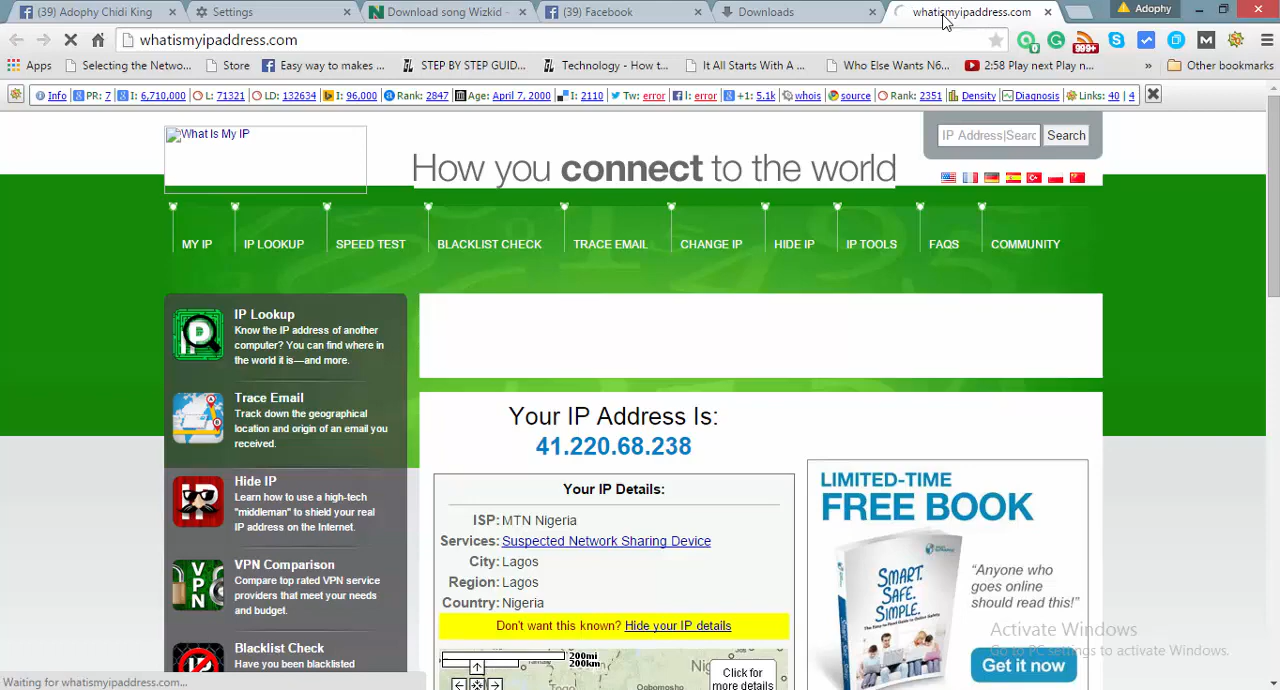 (39) Adophy Chidi King
Settings
Download song Wizkid -
(39) Facebook
Downloads
whatismyipaddress.com
Adophy
whatismyipaddress.com
0
999+
Apps
Selecting the Netwo...
Store
Easy way to makes ...
STEP BY STEP GUID...
Technology - How t...
It All Starts With A ...
Who Else Wants N6...
2:58 Play next Play n...
»
Other bookmarks
Info
PR: 7
I: 6,710,000
L: 71321
LD: 132634
I: 96,000
Rank: 2847
Age: April 7, 2000
I: 2110
Tw: error
l: error
+1: 5.1k
whois
source
Rank: 2351
Density
Diagnosis
Links: 40 | 4
What Is My IP
How you connect to the world
IP Address|Searc
Search
MY IP
IP LOOKUP
SPEED TEST
BLACKLIST CHECK
TRACE EMAIL
CHANGE IP
HIDE IP
IP TOOLS
FAQS
COMMUNITY
IP Lookup
Know the IP address of another
computer? You can find where in
the world it is—and more.
Trace Email
Track down the geographical
location and origin of an email you
received.
Hide IP
Learn how to use a high-tech
"middleman" to shield your real
IP address on the Internet.
VPN Comparison
Compare top rated VPN service
providers that meet your needs
and budget.
Blacklist Check
Have you been blacklisted
Your IP Address Is:
41.220.68.238
Your IP Details:
ISP: MTN Nigeria
Services: Suspected Network Sharing Device
City: Lagos
Region: Lagos
Country: Nigeria
Don't want this known? Hide your IP details
200mi
200km
Togo
Ogbomosho
Nig
Click for
more details
LIMITED-TIME
FREE BOOK
SMART.
SAFE.
SIMPLE.
"Anyone who
goes online
should read this!"
Get it now
Activate Windows
Go to PC settings to activate Windows.
Waiting for whatismyipaddress.com...